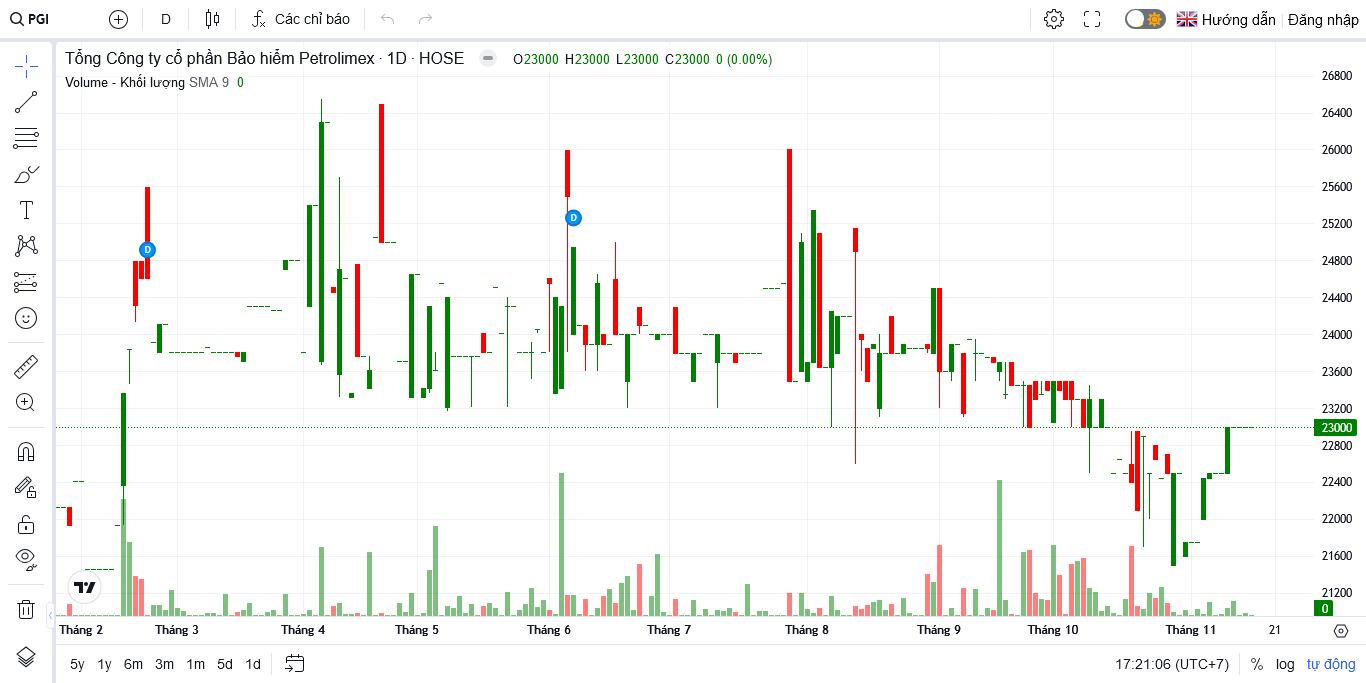 PGI D Các chỉ báo Hướng dẫn Đăng nhập
Tổng Công ty cổ phần Bảo hiểm Petrolimex · 1D · HOSE O23000 H23000 L23000 C23000 0 (0.00%)
Volume - Khối lượng SMA 9 0
26800
26400
26000
25600
25200
24800
24400
24000
23600
23200
23000
22800
22400
22000
21600
21200
0
D
D
Tháng 2 Tháng 3 Tháng 4 Tháng 5 Tháng 6 Tháng 7 Tháng 8 Tháng 9 Tháng 10 Tháng 11 21
5y 1y 6m 3m 1m 5d 1d 17:21:06 (UTC+7) % log tự động